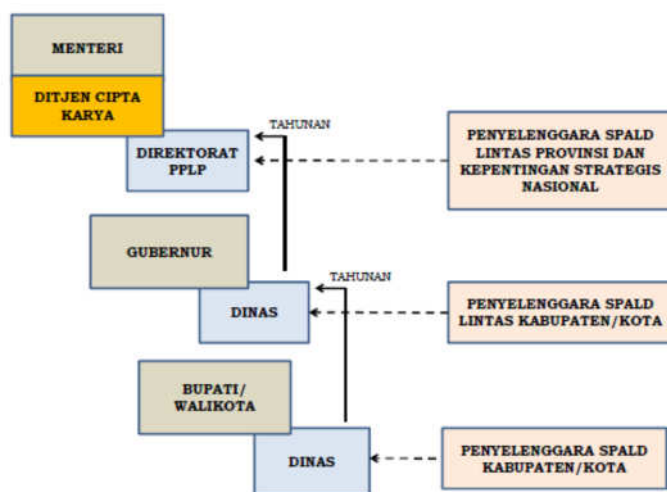 MENTERI
DITJEN CIPTA
KARYA
TAHUNAN
DIREKTORAT
PPLP
PENYELENGGARA SPALD
LINTAS PROVINSI DAN
KEPENTINGAN STRATEGIS
NASIONAL
GUBERNUR
TAHUNAN
DINAS
PENYELENGGARA SPALD
LINTAS KABUPATEN/KOTA
BUPATI/
WALIKOTA
DINAS
PENYELENGGARA SPALD
KABUPATEN/KOTA